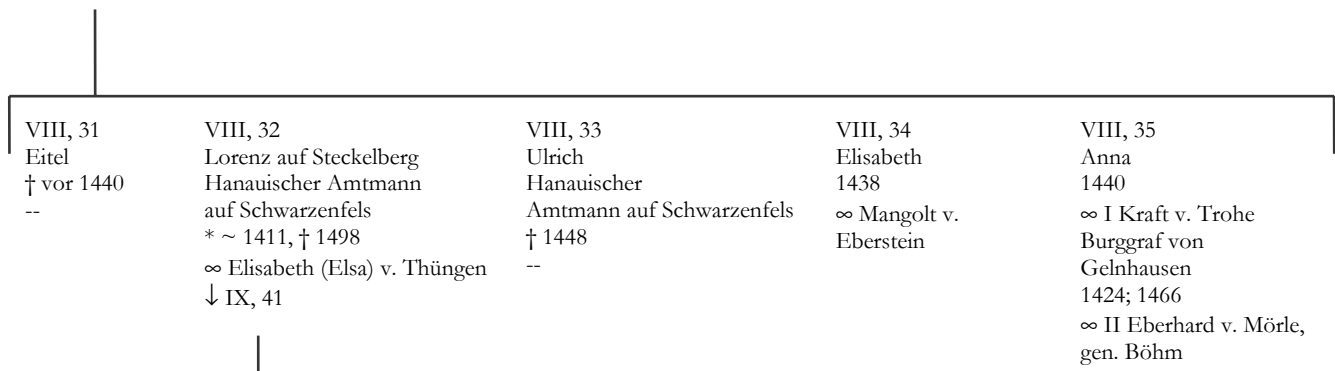 VIII, 31
Eitel
† vor 1440
--
VIII, 32
Lorenz auf Steckelberg
Hanauischer Amtmann
auf Schwarzenfels
* ~ 1411, † 1498
∞ Elisabeth (Elsa) v. Thüngen
↓ IX, 41
VIII, 33
Ulrich
Hanauischer
Amtmann auf Schwarzenfels
† 1448
--
VIII, 34
Elisabeth
1438
∞ Mangolt v.
Eberstein
VIII, 35
Anna
1440
∞ I Kraft v. Trohe
Burggraf von
Gelnhausen
1424; 1466
∞ II Eberhard v. Mörle,
gen. Böhm